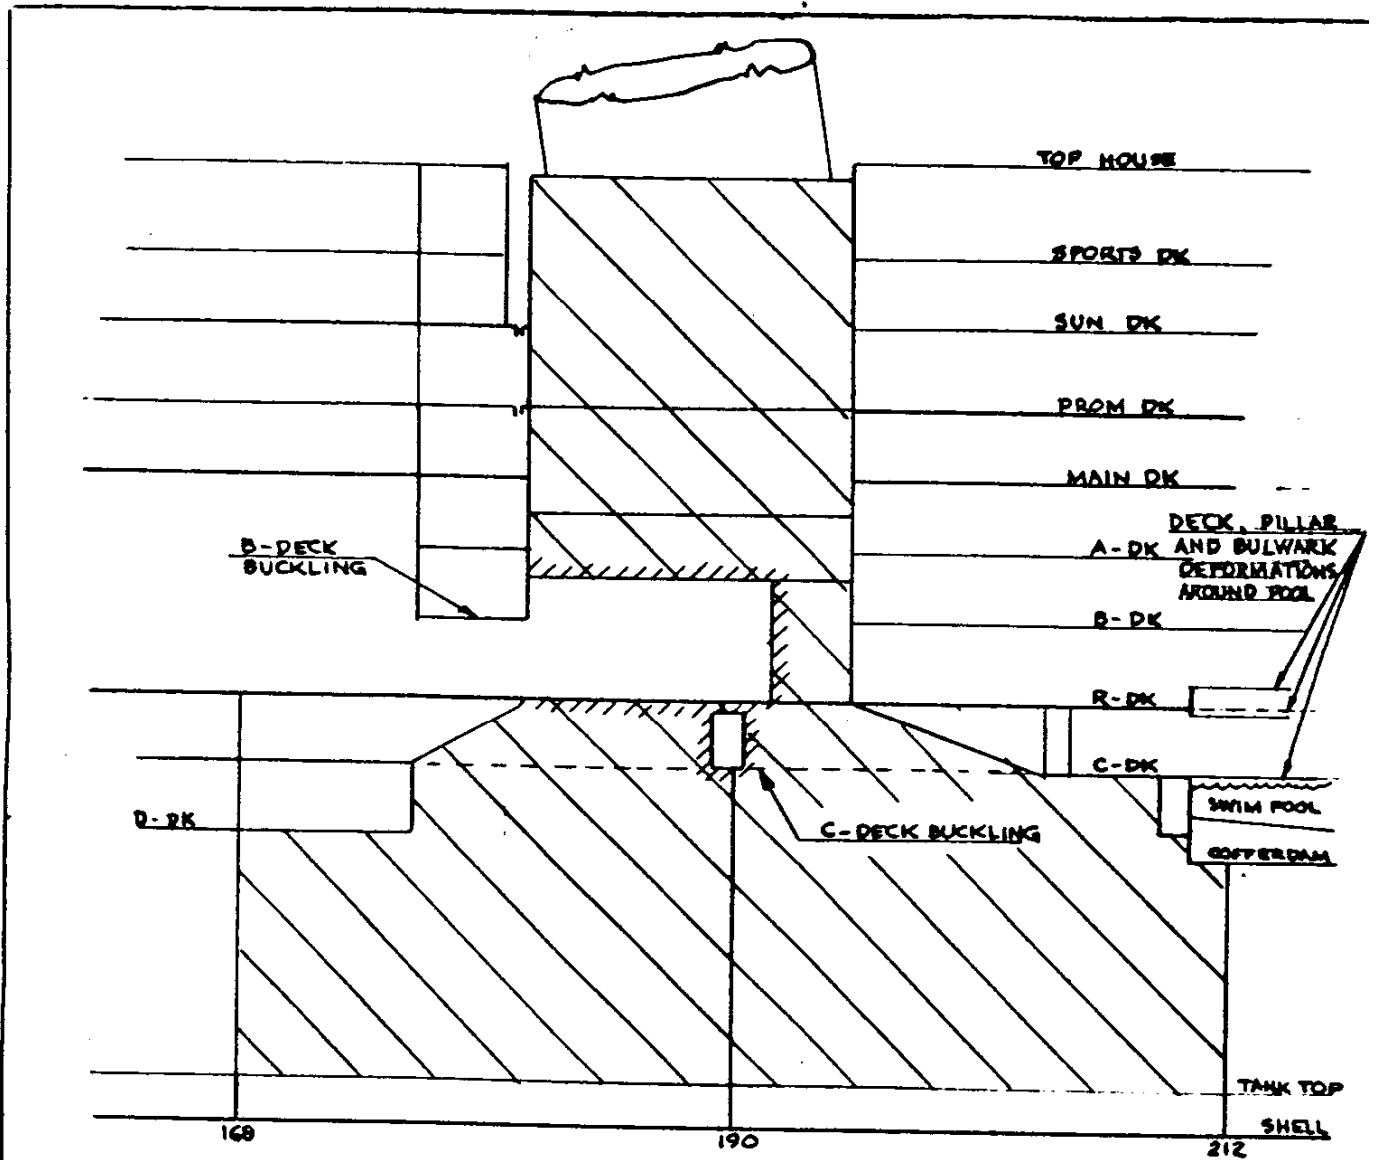 TOP HOUSE
SPORTS DK
SUN DK
PROM DK
MAIN DK
DECK, PILLAR
AND BULWARK
DEFORMATIONS
AROUND POOL
A-DK
B-DECK
BUCKLING
B-DK
R-DK
C-DK
D-DK
SWIM POOL
C-DECK BUCKLING
COFFERDAM
TANK TOP
SHELL
168
190
212